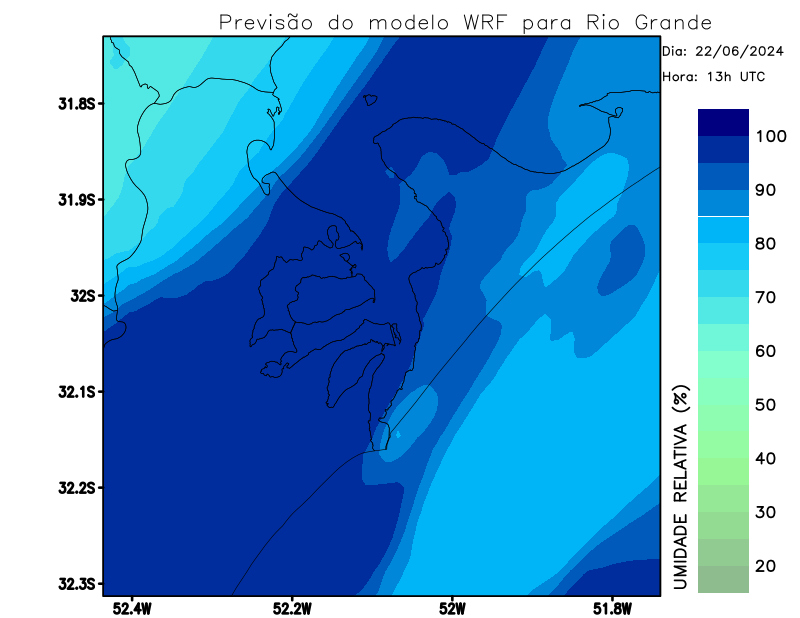 Previsão do modelo WRF para Rio Grande
Dia: 22/06/2024
Hora: 13h UTC
31.8S
31.9S
32S
32.1S
32.2S
32.3S
52.4W
52.2W
52W
51.8W
100
90
80
70
60
50
40
30
20
UMIDADE RELATIVA (%)